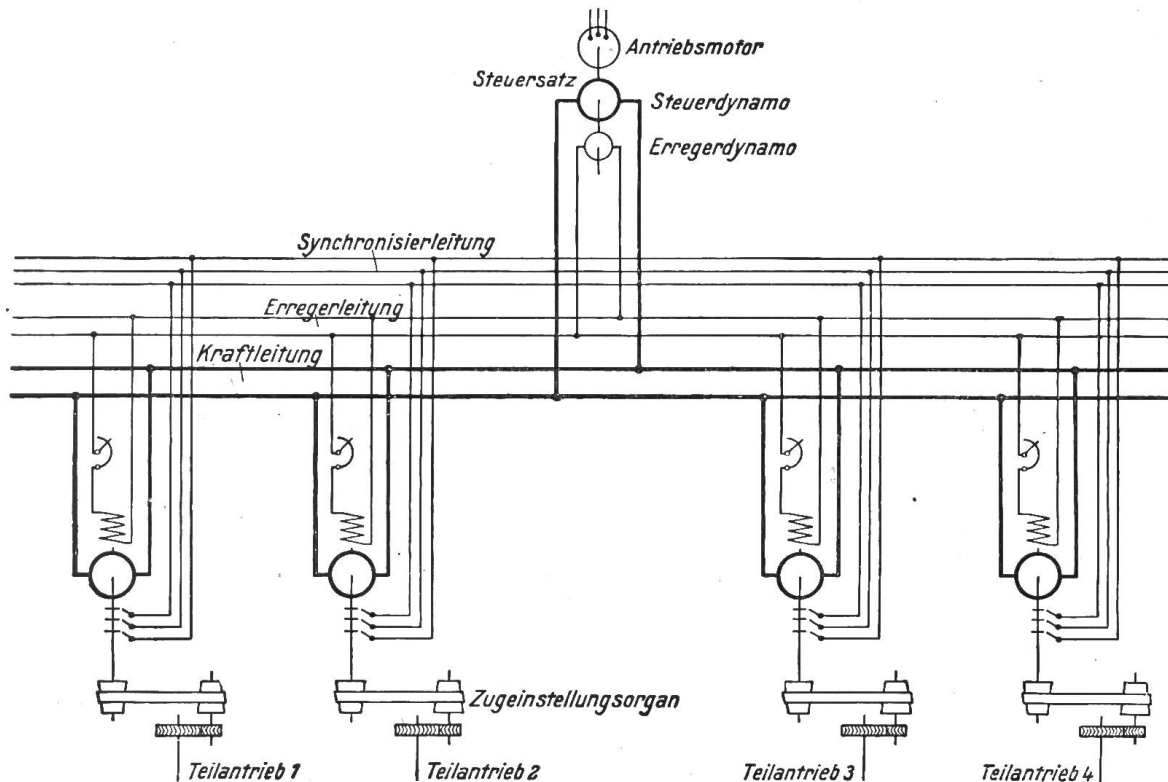 Antriebsmotor
Steuersatz
Steuerdynamo
Erregerdynamo
Synchronisierleitung
Erregerleitung
Kraftleitung
Zugeinstellungsorgan
Teilantrieb 1
Teilantrieb 2
Teilantrieb 3
Teilantrieb 4